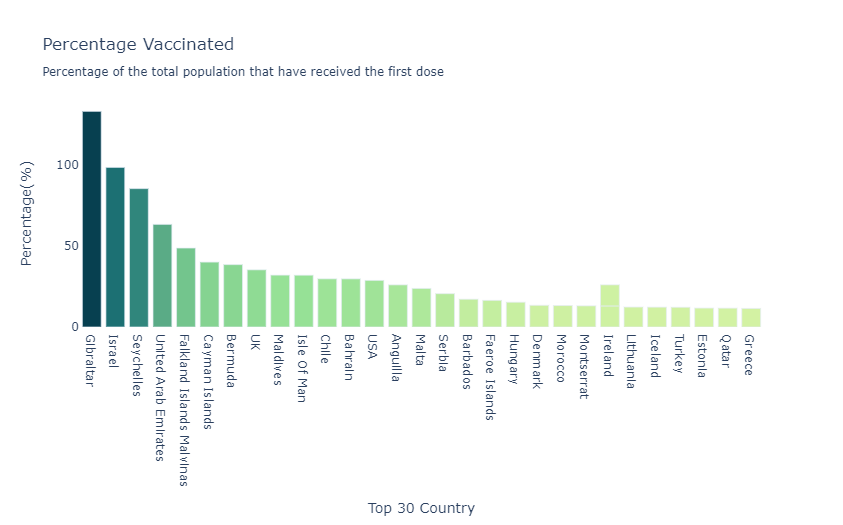 Percentage Vaccinated
Percentage of the total population that have received the first dose
Percentage(%)
100
50
0
Gibraltar
Israel
Seychelles
United Arab Emirates
Falkland Islands Malvinas
Cayman Islands
Bermuda
UK
Maldives
Isle Of Man
Chile
Bahrain
USA
Anguilla
Malta
Serbia
Barbados
Faeroe Islands
Hungary
Denmark
Morocco
Montserrat
Ireland
Lithuania
Iceland
Turkey
Estonia
Qatar
Greece
Top 30 Country